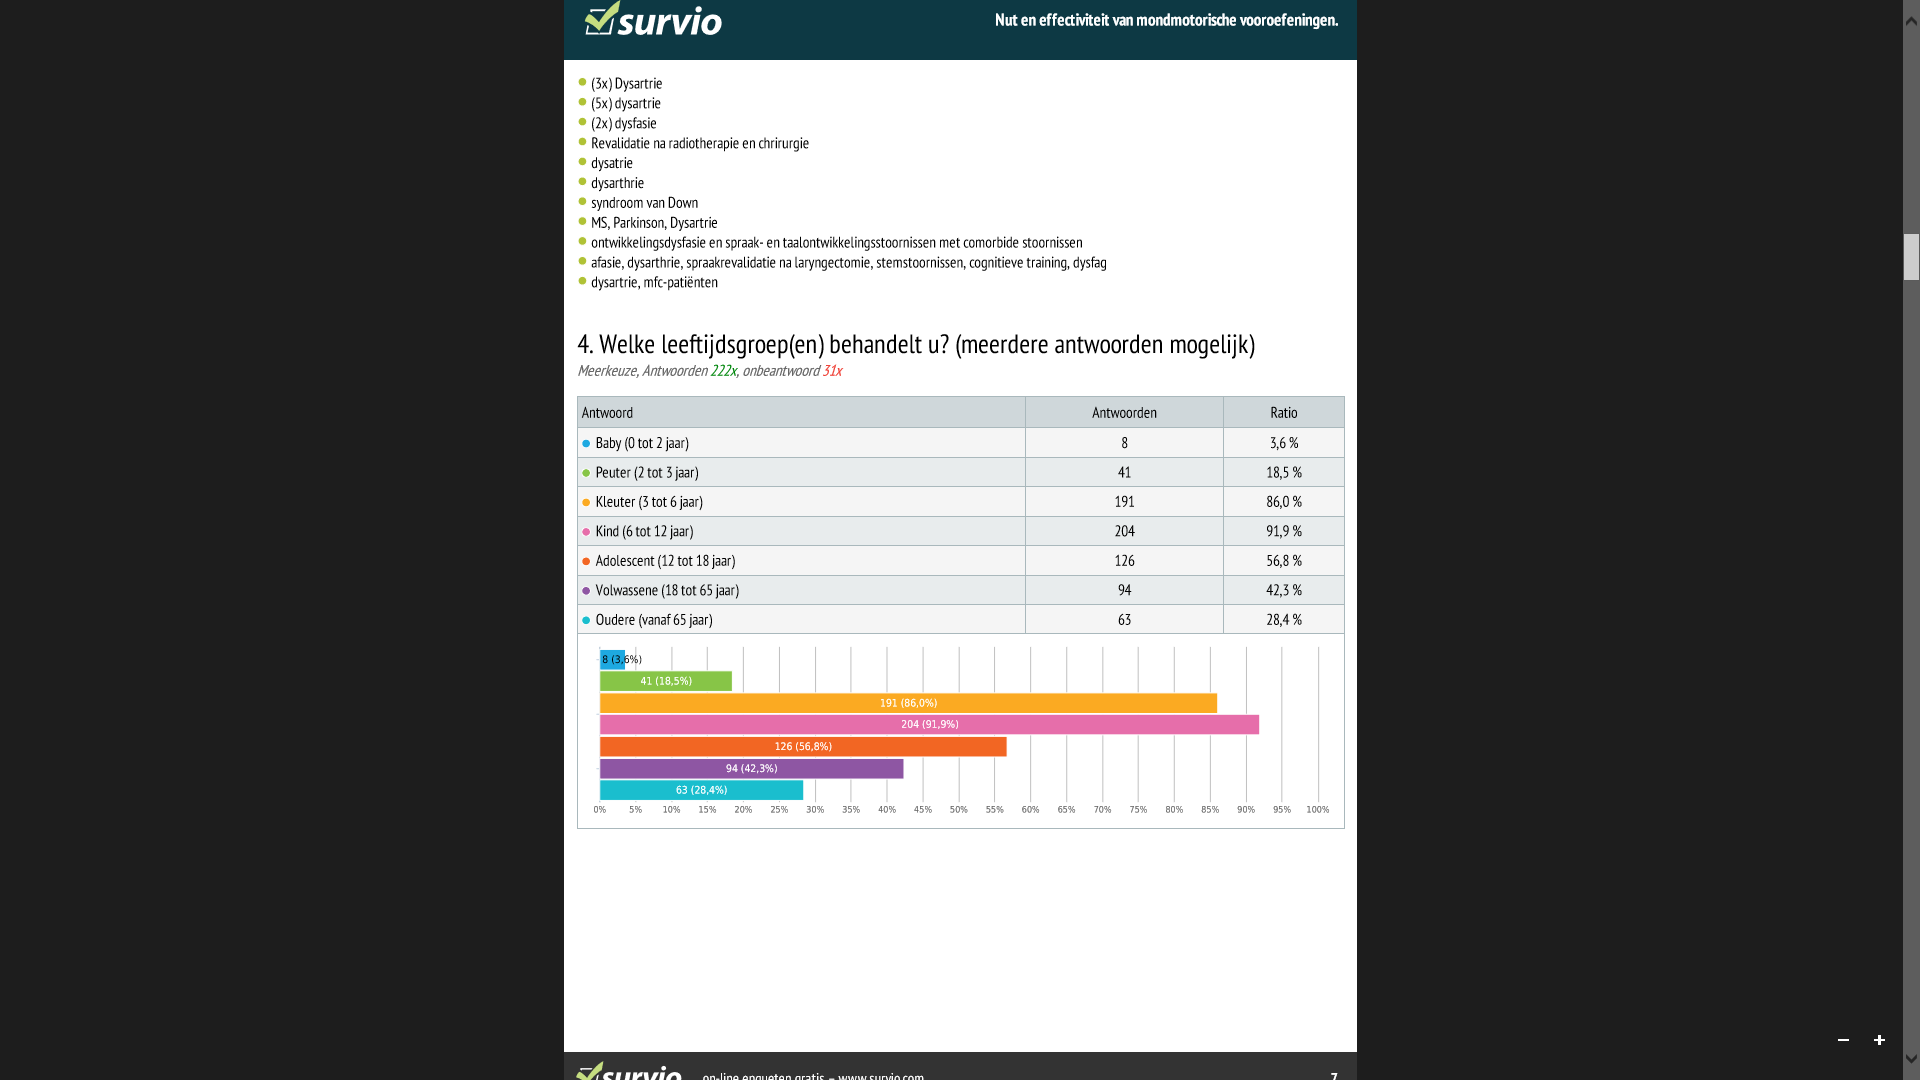 survio
Nut en effectiviteit van mondmotorische vooroefeningen.
(3x) Dysartrie
(5x) dysartrie
(2x) dysfasie
Revalidatie na radiotherapie en chrirurgie
dysatrie
dysarthrie
syndroom van Down
MS, Parkinson, Dysartrie
ontwikkelingsdysfasie en spraak- en taalontwikkelingsstoornissen met comorbide stoornissen
afasie, dysarthrie, spraakrevalidatie na laryngectomie, stemstoornissen, cognitieve training, dysfag
dysartrie, mfc-patiënten
4. Welke leeftijdsgroep(en) behandelt u? (meerdere antwoorden mogelijk)
Meerkeuze, Antwoorden 222x, onbeantwoord 31x
Antwoord Antwoorden Ratio
Baby (0 tot 2 jaar) 8 3,6 %
Peuter (2 tot 3 jaar) 41 18,5 %
Kleuter (3 tot 6 jaar) 191 86,0 %
Kind (6 tot 12 jaar) 204 91,9 %
Adolescent (12 tot 18 jaar) 126 56,8 %
Volwassene (18 tot 65 jaar) 94 42,3 %
Oudere (vanaf 65 jaar) 63 28,4 %
8 (3,6%)
41 (18,5%)
191 (86,0%)
204 (91,9%)
126 (56,8%)
94 (42,3%)
63 (28,4%)
0% 5% 10% 15% 20% 25% 30% 35% 40% 45% 50% 55% 60% 65% 70% 75% 80% 85% 90% 95% 100%
survio on-line enqueten gratis – www.survio.com 7